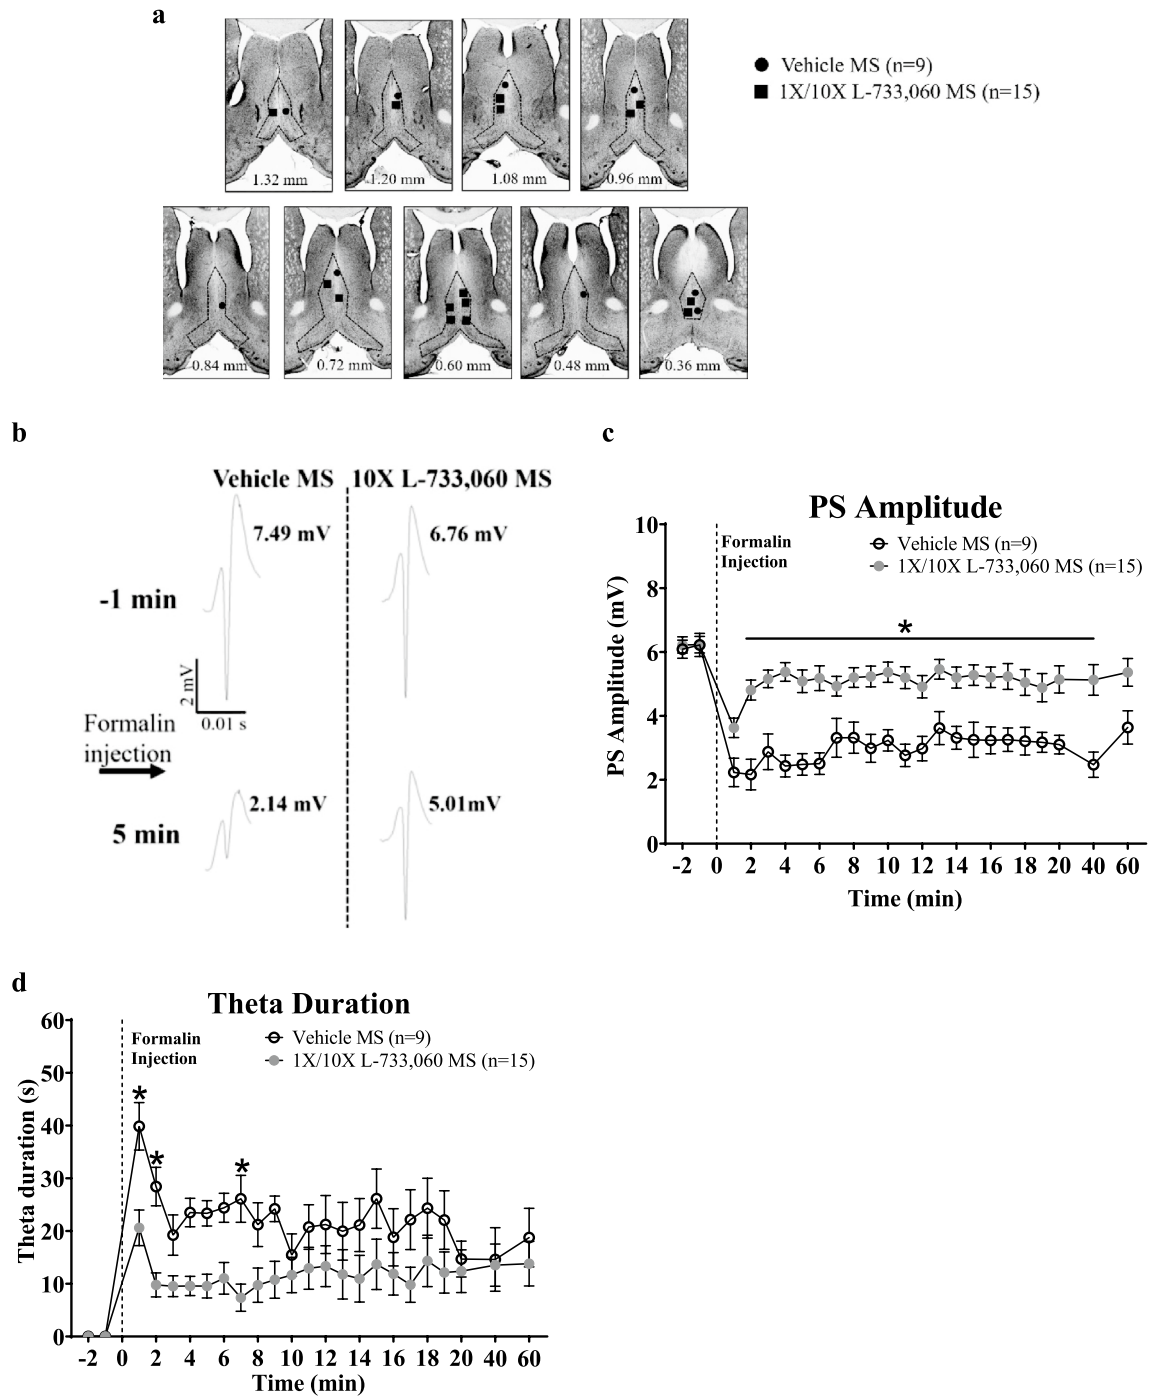 a
Vehicle MS (n=9)
1X/10X L-733,060 MS (n=15)
1.32 mm
1.20 mm
1.08 mm
0.96 mm
0.84 mm
0.72 mm
0.60 mm
0.48 mm
0.36 mm
b
Vehicle MS
10X L-733,060 MS
7.49 mV
6.76 mV
-1 min
2 mV
0.01 s
Formalin
injection
2.14 mV
5.01mV
5 min
c
PS Amplitude
Formalin
Injection
Vehicle MS (n=9)
1X/10X L-733,060 MS (n=15)
*
PS Amplitude (mV)
10
8
6
4
2
0
-2 0 2 4 6 8 10 12 14 16 18 20 40 60
Time (min)
d
Theta Duration
Formalin
Injection
Vehicle MS (n=9)
1X/10X L-733,060 MS (n=15)
*
*
*
Theta duration (s)
60
50
40
30
20
10
0
-2 0 2 4 6 8 10 12 14 16 18 20 40 60
Time (min)